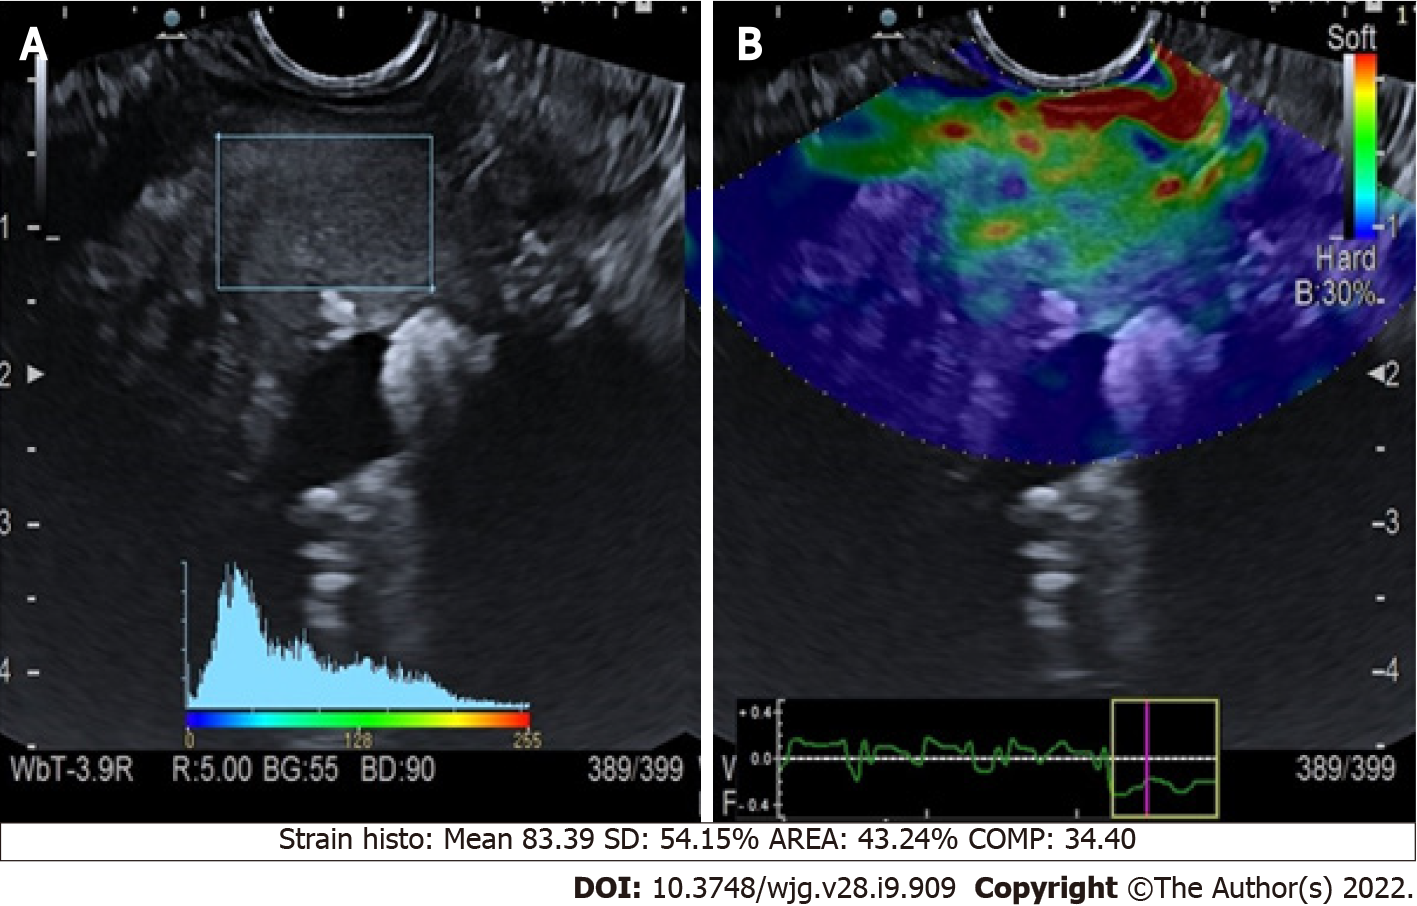 A
B
Soft
1
1
1
Hard
B:30%
2
2
3
3
4
4
+0.4
0.0
-0.4
0 128 255
WbT-3.9R R:5.00 BG:55 BD:90 389/399
389/399
F
Strain histo: Mean 83.39 SD: 54.15% AREA: 43.24% COMP: 34.40
DOI: 10.3748/wjg.v28.i9.909 Copyright ©The Author(s) 2022.